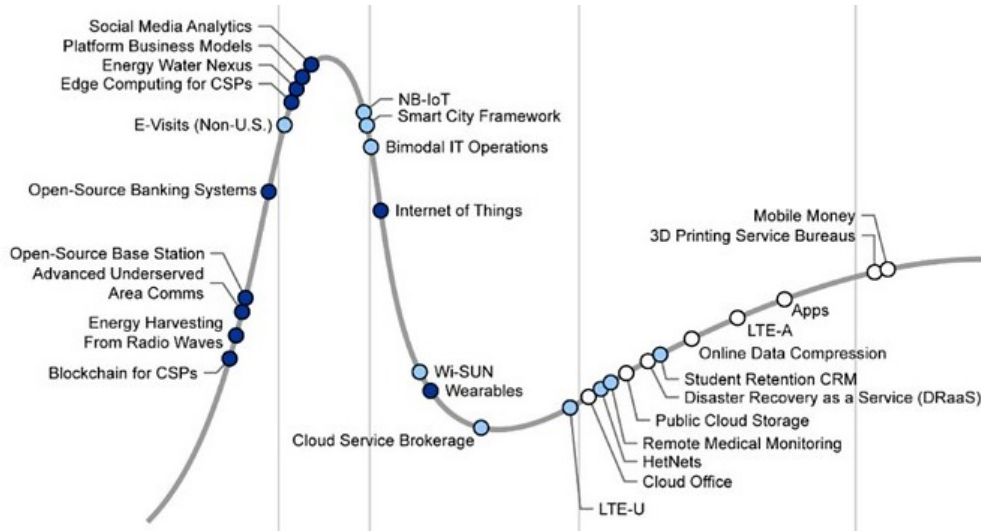 Social Media Analytics
Platform Business Models
Energy Water Nexus
Edge Computing for CSPs
E-Visits (Non-U.S.)
Open-Source Banking Systems
Open-Source Base Station
Advanced Underserved
Area Comms
Energy Harvesting
From Radio Waves
Blockchain for CSPs
NB-IoT
Smart City Framework
Bimodal IT Operations
Internet of Things
Wi-SUN
Wearables
Cloud Service Brokerage
Mobile Money
3D Printing Service Bureaus
Apps
LTE-A
Online Data Compression
Student Retention CRM
Disaster Recovery as a Service (DRaaS)
Public Cloud Storage
Remote Medical Monitoring
HetNets
Cloud Office
LTE-U